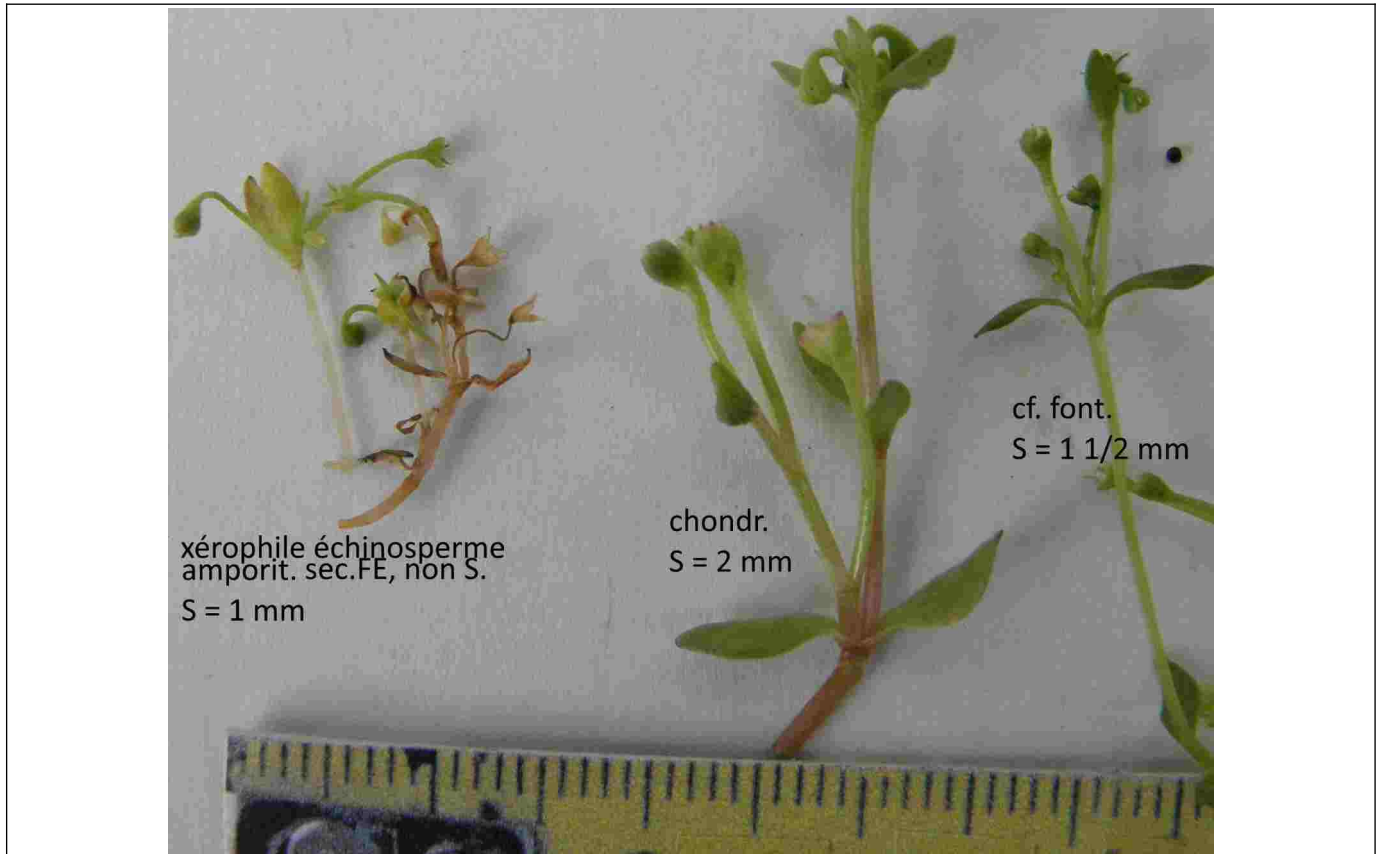 xérophile échinosperme
amporit. sec.FE, non S.
S = 1 mm
chondr.
S = 2 mm
cf. font.
S = 1 1/2 mm